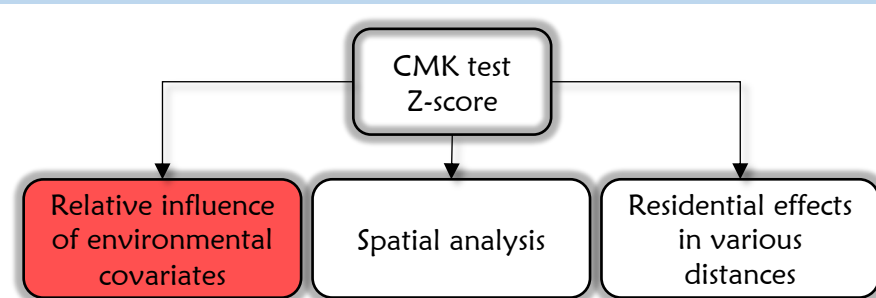 CMK test
Z-score
Relative influence
of environmental
covariates
Spatial analysis
Residential effects
in various
distances